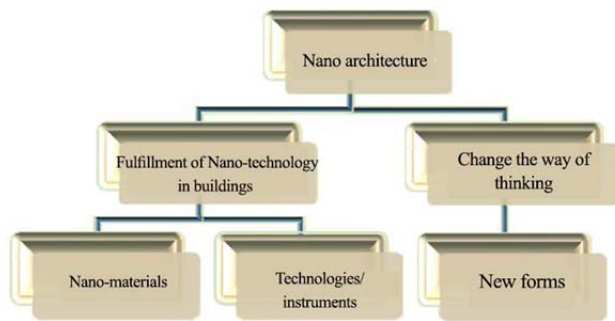 Nano architecture
Fulfillment of Nano-technology
in buildings
Change the way of
thinking
Nano-materials
Technologies/
instruments
New forms